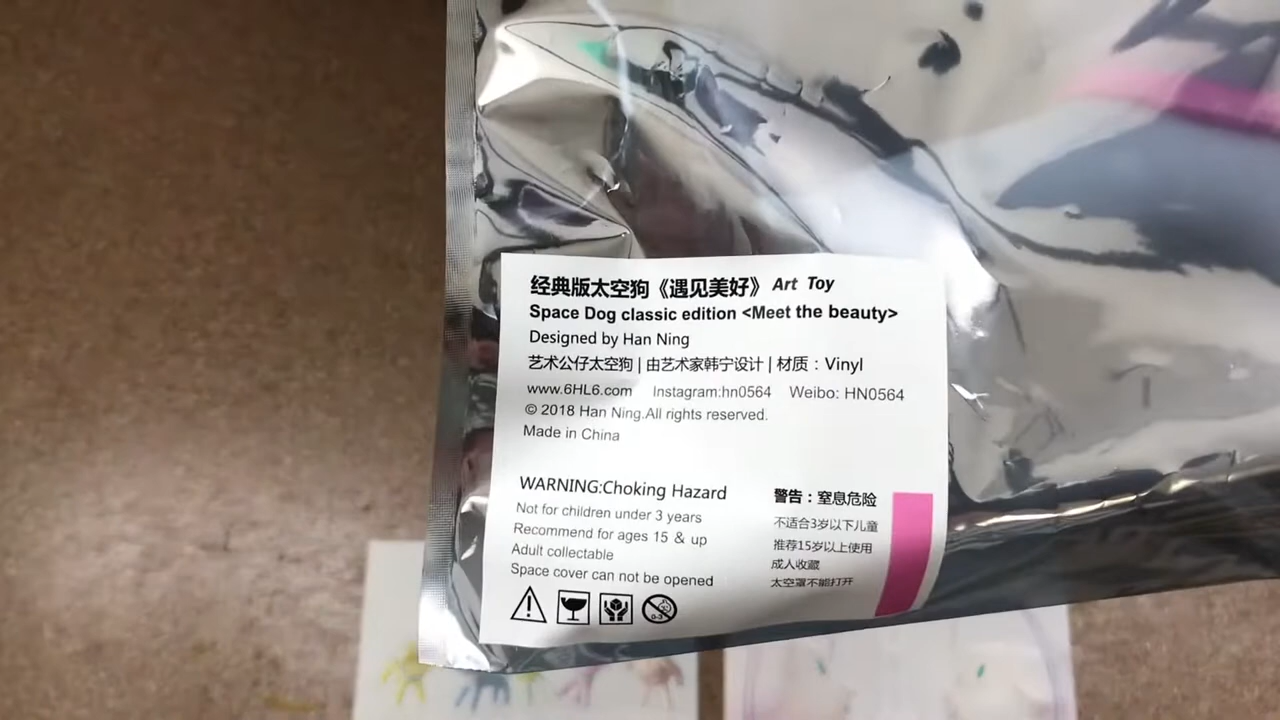 经典版太空狗《遇见美好》 Art Toy
Space Dog classic edition <Meet the beauty>
Designed by Han Ning
艺术公仔太空狗 | 由艺术家韩宁设计 | 材质：Vinyl
www.6HL6.com Instagram:hn0564 Weibo: HN0564
© 2018 Han Ning.All rights reserved.
Made in China
WARNING:Choking Hazard
Not for children under 3 years
Recommend for ages 15 & up
Adult collectable
Space cover can not be opened
警告：窒息危险
不适合3岁以下儿童
推荐15岁以上使用
成人收藏
太空罩不能打开
0-3